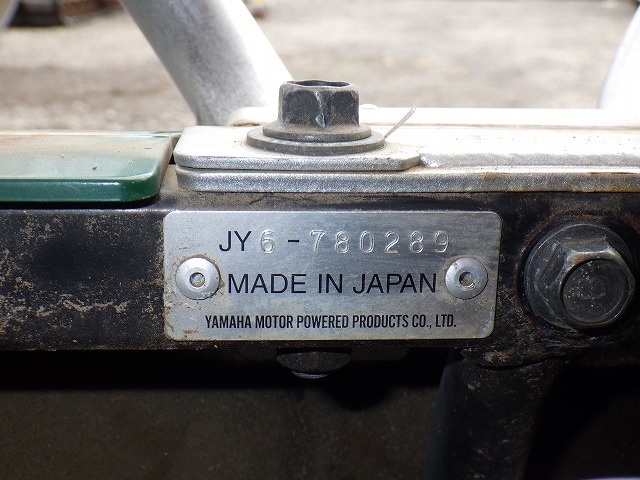 JY6-780289
MADE IN JAPAN
YAMAHA MOTOR POWERED PRODUCTS CO., LTD.